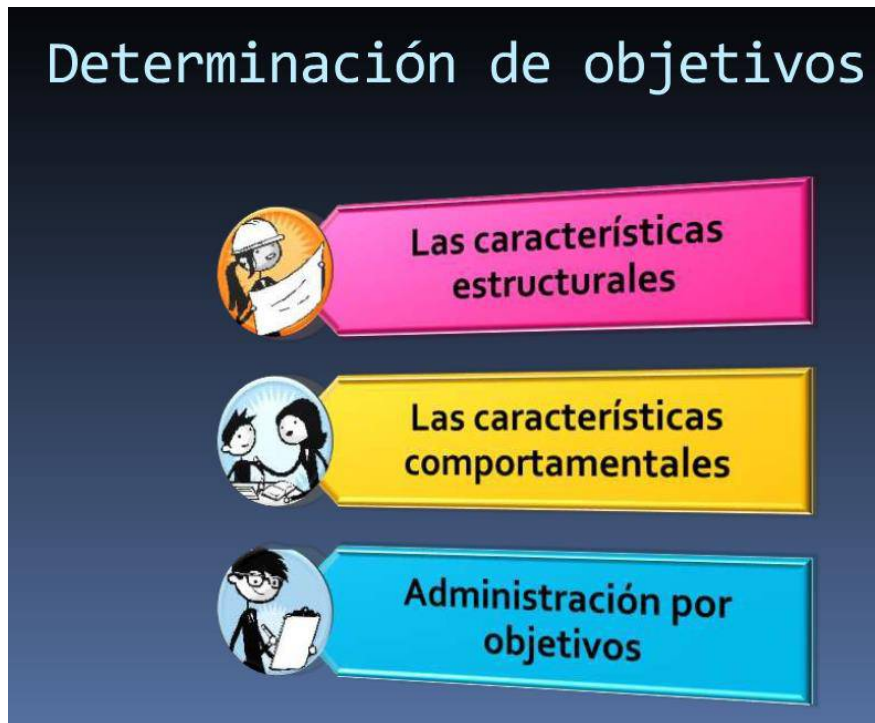 Determinación de objetivos
Las características
estructurales
Las características
comportamentales
Administración por
objetivos